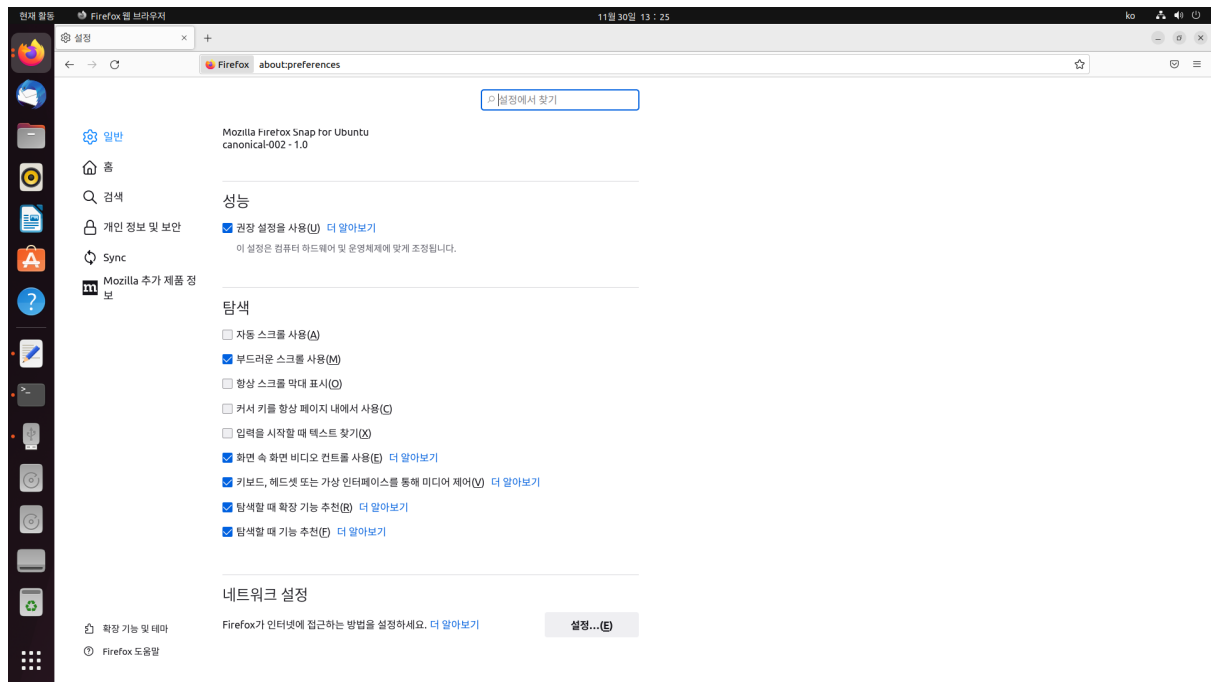 현재 활동
Firefox 웹 브라우저
11월 30일 13 : 25
ko
설정
Firefox
about:preferences
설정에서 찾기
일반
홈
검색
개인 정보 및 보안
Sync
Mozilla 추가 제품 정
보
확장 기능 및 테마
Firefox 도움말
Mozilla Firefox Snap for Ubuntu
canonical-002 - 1.0
성능
권장 설정을 사용(U) 더 알아보기
이 설정은 컴퓨터 하드웨어 및 운영체제에 맞게 조정됩니다.
탐색
자동 스크롤 사용(A)
부드러운 스크롤 사용(M)
항상 스크롤 막대 표시(O)
커서 키를 항상 페이지 내에서 사용(C)
입력을 시작할 때 텍스트 찾기(X)
화면 속 화면 비디오 컨트롤 사용(E) 더 알아보기
키보드, 헤드셋 또는 가상 인터페이스를 통해 미디어 제어(V) 더 알아보기
탐색할 때 확장 기능 추천(R) 더 알아보기
탐색할 때 기능 추천(F) 더 알아보기
네트워크 설정
Firefox가 인터넷에 접근하는 방법을 설정하세요. 더 알아보기
설정...(E)